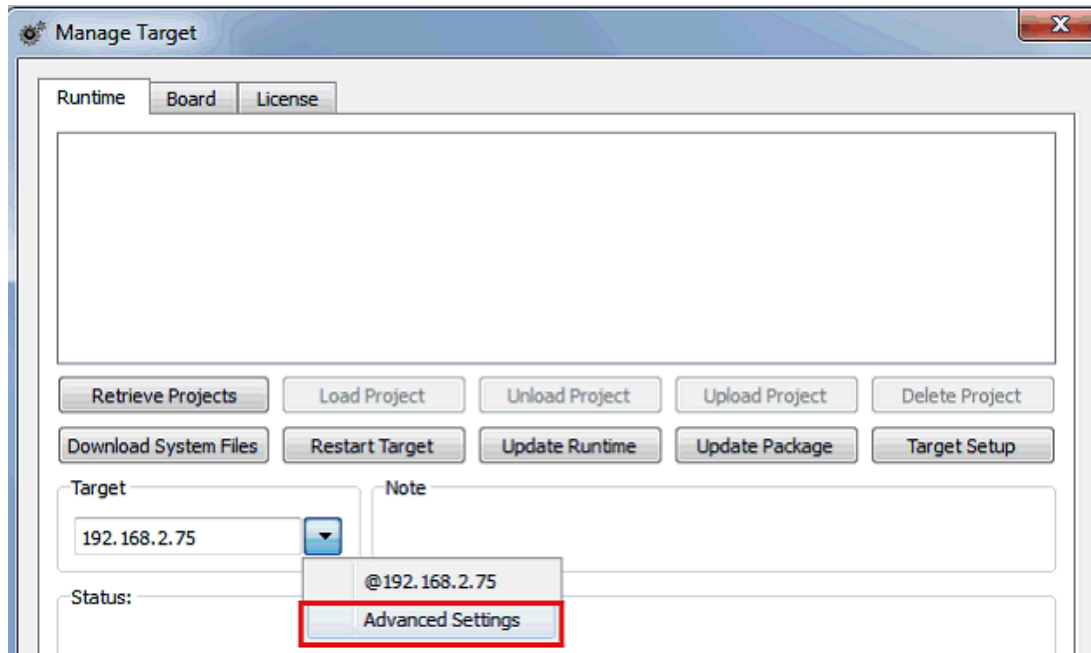 Manage Target
Runtime Board License
Retrieve Projects Load Project Unload Project Upload Project Delete Project
Download System Files Restart Target Update Runtime Update Package Target Setup
Target Note
192.168.2.75
@192.168.2.75
Status:
Advanced Settings